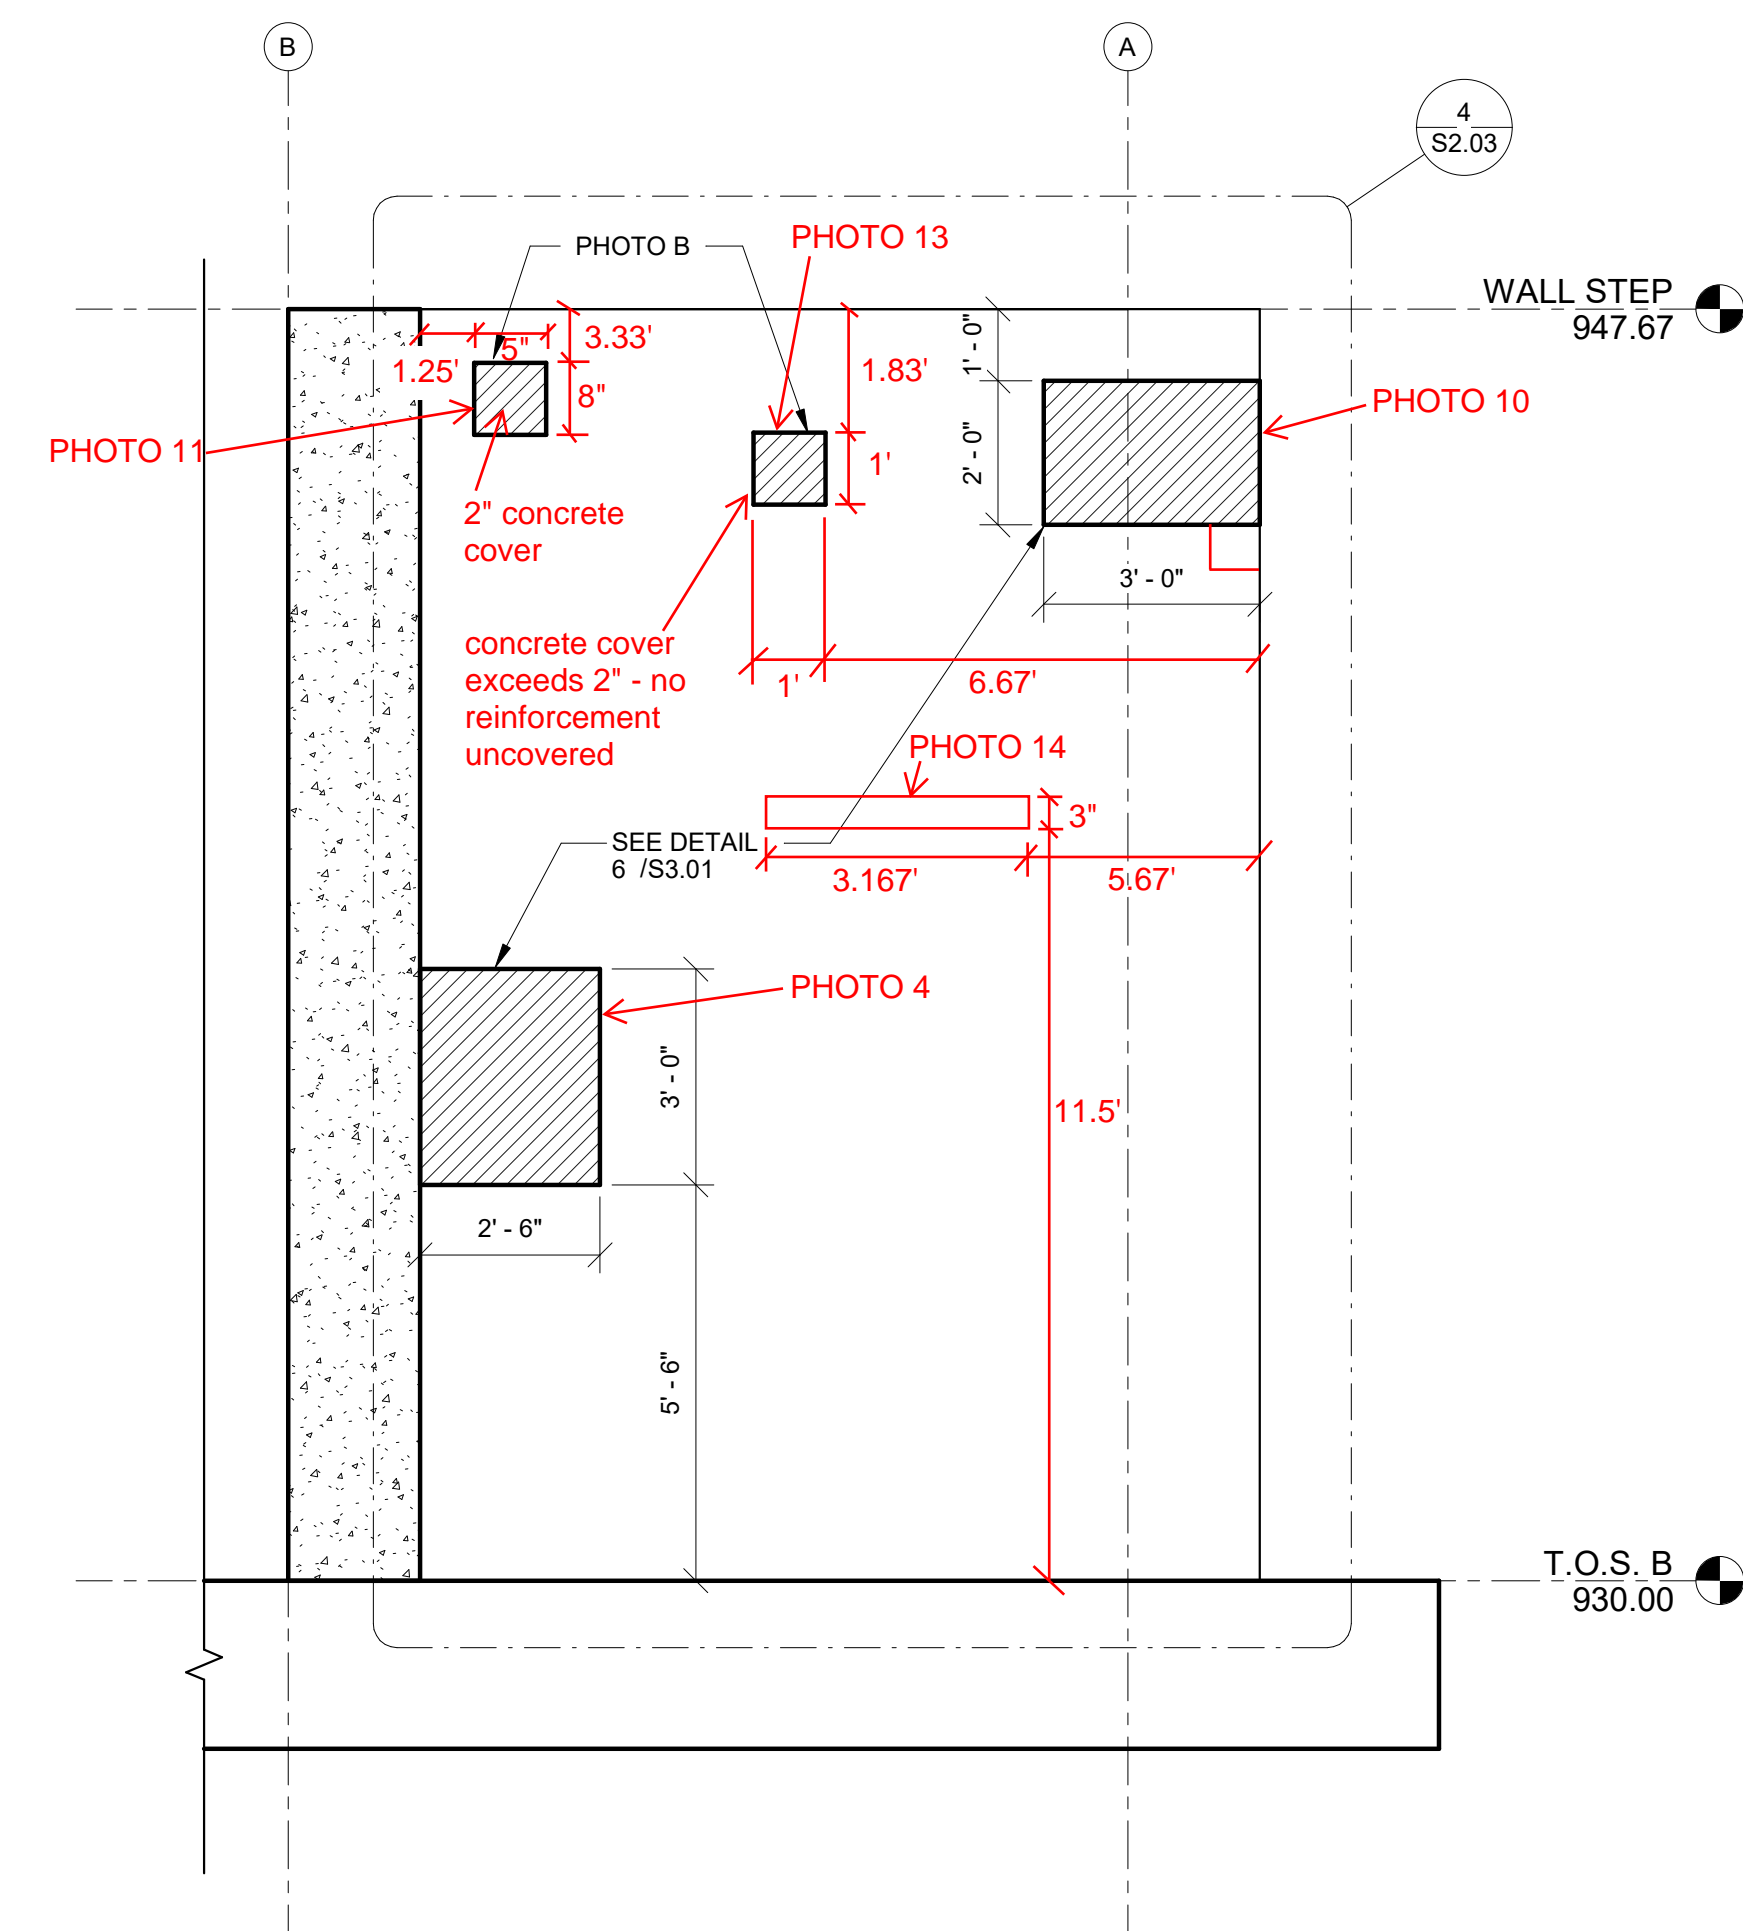 B
A
4
S2.03
PHOTO B
PHOTO 13
WALL STEP
947.67
3.33'
5"
1.25'
8"
1.83'
1'
1' - 0"
2' - 0"
PHOTO 10
PHOTO 11
2" concrete
cover
3' - 0"
concrete cover
exceeds 2" - no
reinforcement
uncovered
1'
6.67'
PHOTO 14
3"
SEE DETAIL
6 /S3.01
3.167'
5.67'
PHOTO 4
3' - 0"
11.5'
2' - 6"
5' - 6"
T.O.S. B
930.00